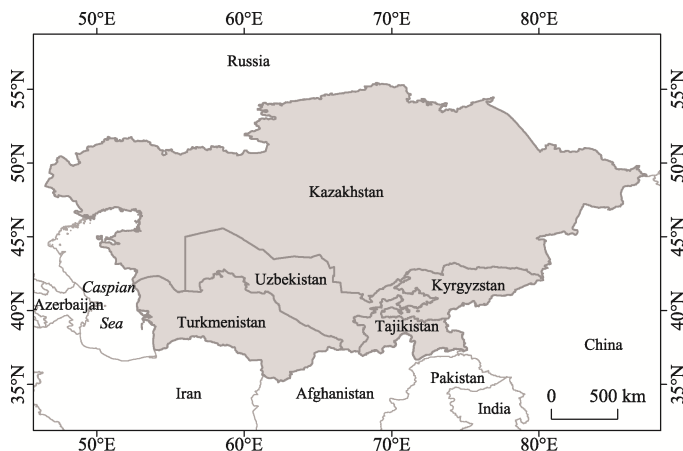 50°E 60°E 70°E 80°E
Russia
55°N 55°N
50°N 50°N
Kazakhstan
45°N 45°N
Uzbekistan
Kyrgyzstan
Caspian
Sea
Azerbaijan
40°N 40°N
Turkmenistan
Tajikistan
China
Pakistan
35°N 35°N
Iran
Afghanistan
India
0 500 km
50°E 60°E 70°E 80°E